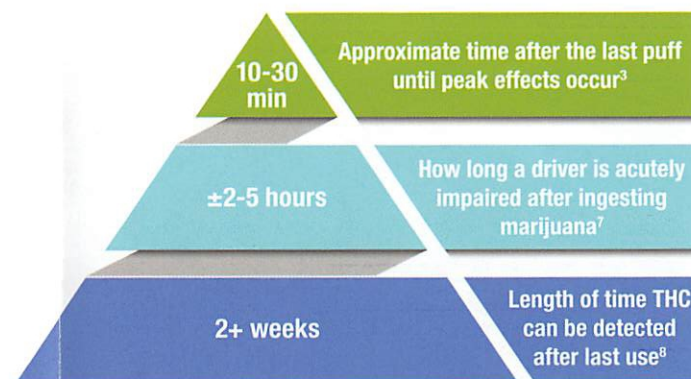 10-30
min
Approximate time after the last puff
until peak effects occur³
±2-5 hours
How long a driver is acutely
impaired after ingesting
marijuana⁷
2+ weeks
Length of time THC
can be detected
after last use⁸